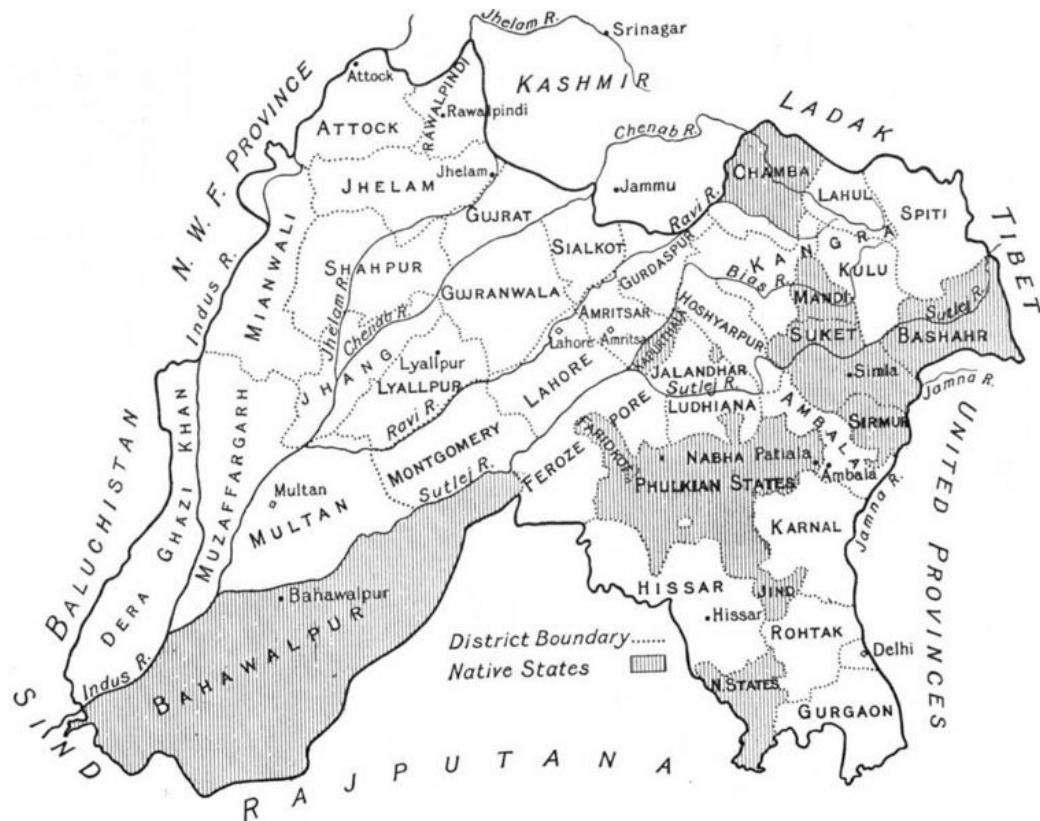 Jhelam R.
Srinagar
Attock
RAWALPINDI
Rawalpindi
KASHMIR
LADAK
N. W. F. PROVINCE
ATTOCK
Chenab R.
CHAMBA
JHELAM
Jhelam
Jammu
LAHUL
SPITI
TIBET
GUJRAT
Ravi R.
SIALKOT
GURDASPUR
KANGRA
KULU
MIANWALI
Indus R.
SHAHPUR
Jhelam R.
Chenab R.
GUJRANWALA
Bias R.
MANDI
SUKET
Sutlej R.
BASHAHR
AMRITSAR
Lahore
Amritsar
KAPURTHALA
HOSHYARPUR
Lyallpur
LYALLPUR
JHANG
LAHORE
JALANDHAR
Sutlej R.
Simla
Jamna R.
LUDHIANA
AMBALA
SIRMUR
Ravi R.
MONTGOMERY
Sutlej R.
FEROZE PORE
FARIDKOT
NABHA
Patiala
Ambala
PHULKIAN STATES
BALUCHISTAN
DERA GHAZI KHAN
MUZAFFARGARH
Multan
MULTAN
Jamna R.
UNITED PROVINCES
KARNAL
HISSAR
Hissar
JIND
ROHTAK
Delhi
Bahawalpur
BAHAWALPUR
District Boundary
Native States
N. STATES
GURGAON
Indus R.
SIND
RAJPUTANA